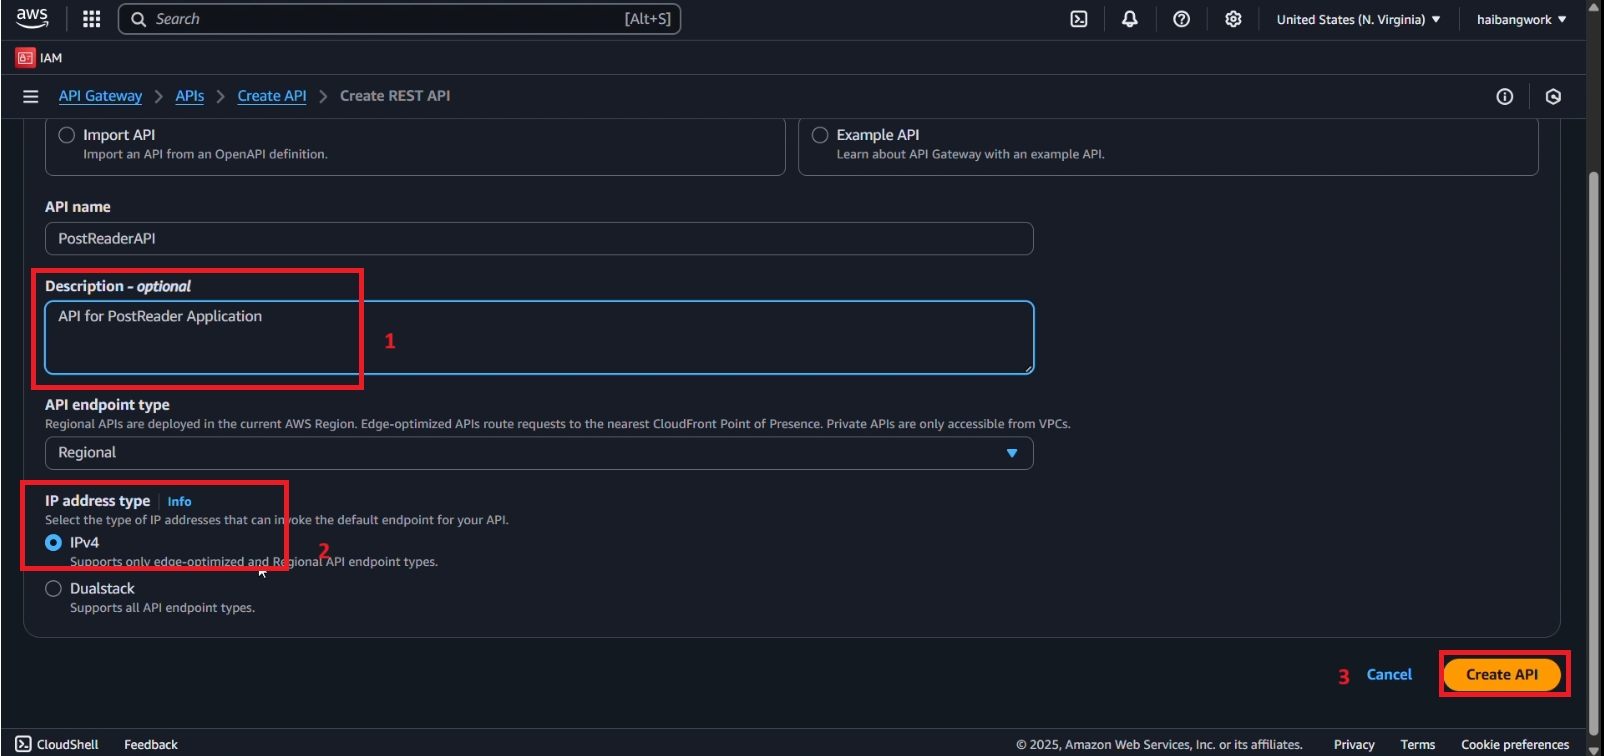 aws
Search
[Alt+S]
United States (N. Virginia)
haibangwork
IAM
API Gateway
APIs
Create API
Create REST API
Import API
Import an API from an OpenAPI definition.
Example API
Learn about API Gateway with an example API.
API name
PostReaderAPI
Description - optional
API for PostReader Application
1
API endpoint type
Regional APIs are deployed in the current AWS Region. Edge-optimized APIs route requests to the nearest CloudFront Point of Presence. Private APIs are only accessible from VPCs.
Regional
IP address type
Info
Select the type of IP addresses that can invoke the default endpoint for your API.
IPv4
2
Supports only edge-optimized and Regional API endpoint types.
Dualstack
Supports all API endpoint types.
3
Cancel
Create API
CloudShell
Feedback
© 2025, Amazon Web Services, Inc. or its affiliates.
Privacy
Terms
Cookie preferences